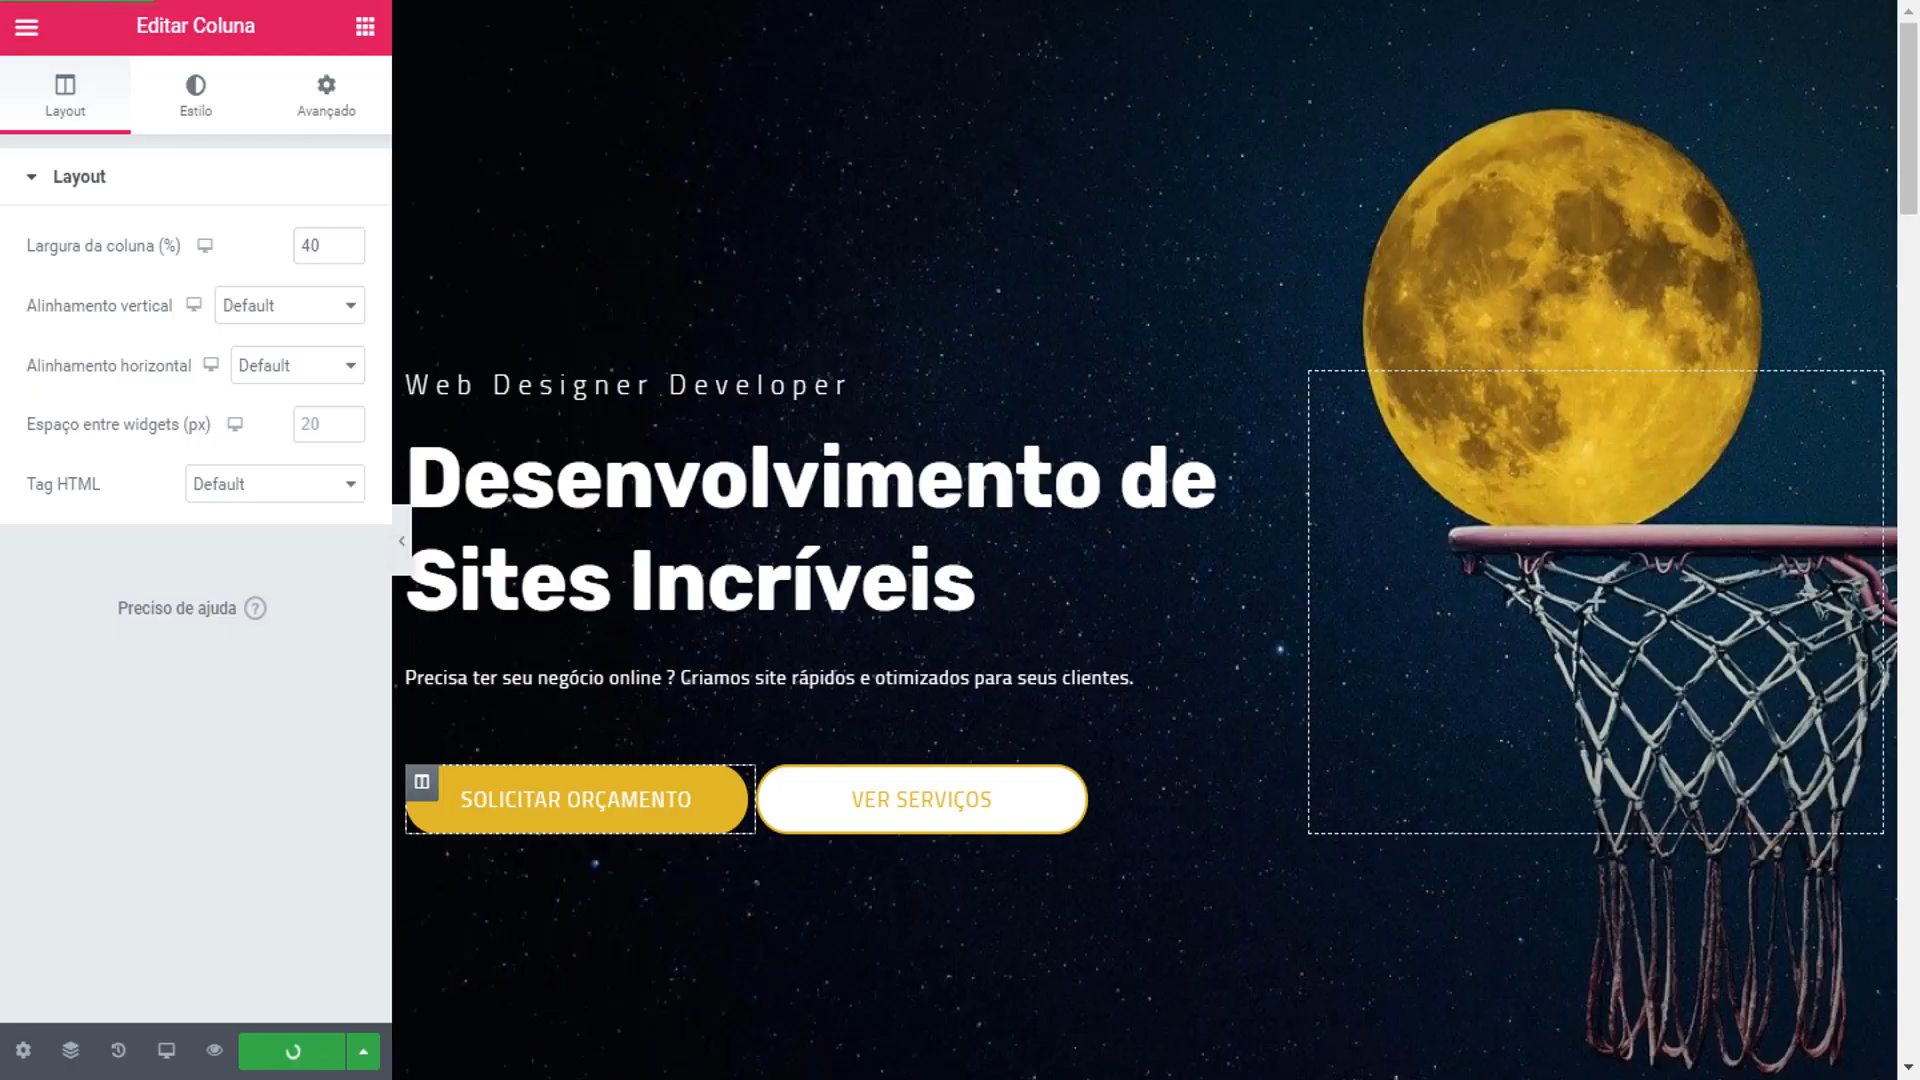 Editar Coluna
Layout
Estilo
Avançado
Layout
Largura da coluna (%)
40
Alinhamento vertical
Default
Alinhamento horizontal
Default
Espaço entre widgets (px)
20
Tag HTML
Default
Preciso de ajuda ?
Web Designer Developer
Desenvolvimento de
Sites Incríveis
Precisa ter seu negócio online ? Criamos site rápidos e otimizados para seus clientes.
SOLICITAR ORÇAMENTO
VER SERVIÇOS